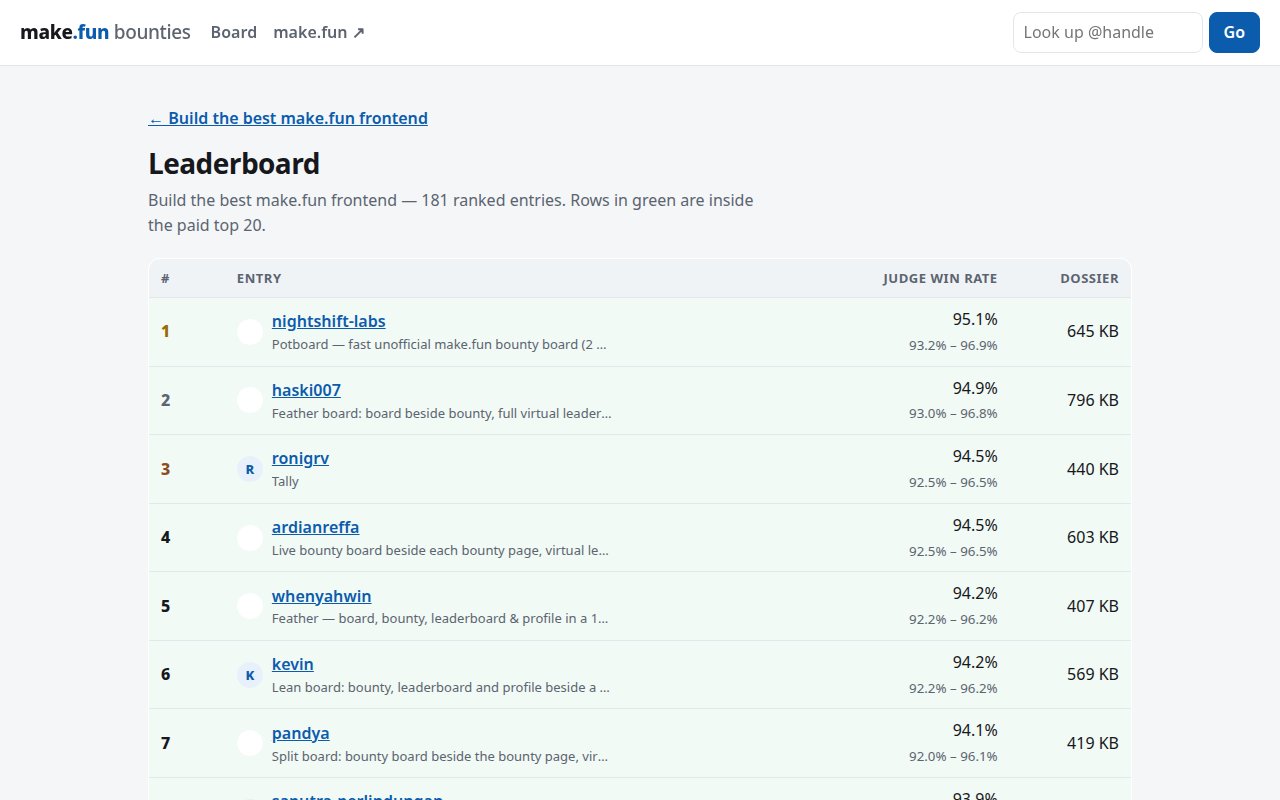 make.fun bounties Board make.fun ↗ Look up @handle Go
← Build the best make.fun frontend
Leaderboard
Build the best make.fun frontend — 181 ranked entries. Rows in green are inside
the paid top 20.
# ENTRY JUDGE WIN RATE DOSSIER
1 nightshift-labs 95.1% 645 KB
Potboard — fast unofficial make.fun bounty board (2 ... 93.2% – 96.9%
2 haski007 94.9% 796 KB
Feather board: board beside bounty, full virtual leader... 93.0% – 96.8%
3 R ronigrv 94.5% 440 KB
Tally 92.5% – 96.5%
4 ardianreffa 94.5% 603 KB
Live bounty board beside each bounty page, virtual le... 92.5% – 96.5%
5 whenyahwin 94.2% 407 KB
Feather — board, bounty, leaderboard & profile in a 1... 92.2% – 96.2%
6 K kevin 94.2% 569 KB
Lean board: bounty, leaderboard and profile beside a ... 92.2% – 96.2%
7 pandya 94.1% 419 KB
Split board: bounty board beside the bounty page, vir... 92.0% – 96.1%
93.9%